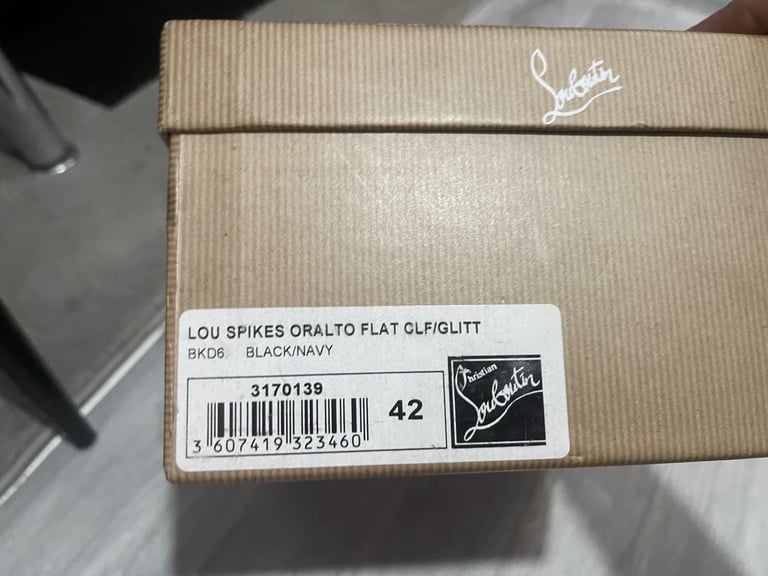 Louboutin
LOU SPIKES ORALTO FLAT CLF/GLITT
BKD6 BLACK/NAVY
3170139
42
3 607419 323460
Christian
Louboutin